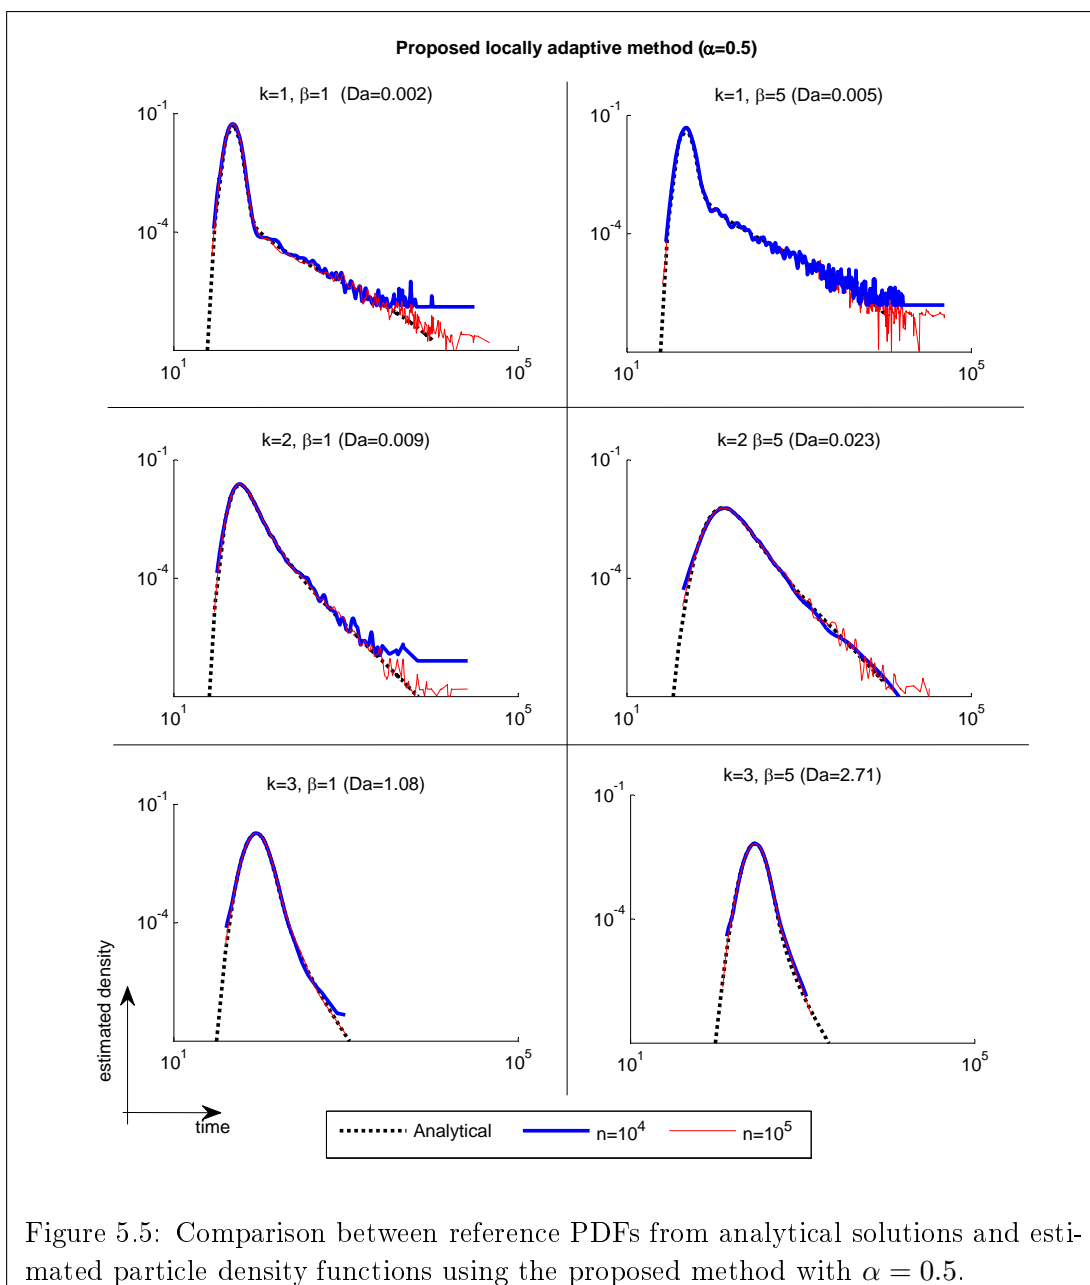 Proposed locally adaptive method (α=0.5)
k=1, β=1 (Da=0.002)
10^-1
10^-4
10^1
10^5
k=1, β=5 (Da=0.005)
10^-1
10^-4
10^1
10^5
k=2, β=1 (Da=0.009)
10^-1
10^-4
10^1
10^5
k=2 β=5 (Da=0.023)
10^-1
10^-4
10^1
10^5
k=3, β=1 (Da=1.08)
10^-1
10^-4
10^1
10^5
k=3, β=5 (Da=2.71)
10^-1
10^-4
10^1
10^5
estimated density
time
Analytical
n=10^4
n=10^5
Figure 5.5: Comparison between reference PDFs from analytical solutions and esti-
mated particle density functions using the proposed method with α = 0.5.